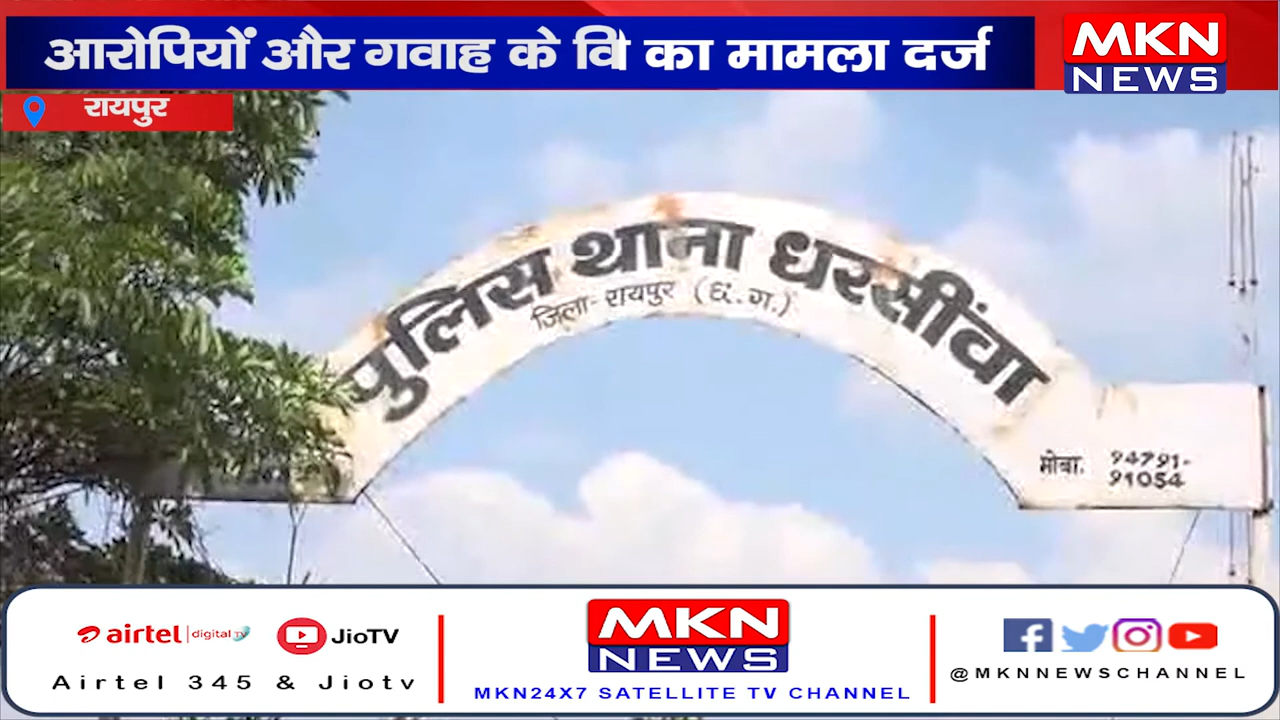 आरोपियों और गवाह के वि का मामला दर्ज
MKN
NEWS
रायपुर
पुलिस थाना धरसींवा
जिला-रायपुर (छ.ग.)
मोबा. 94791-
91054
airtel digital TV
JioTV
Airtel 345 & Jiotv
MKN
NEWS
MKN24X7 SATELLITE TV CHANNEL
@MKNNEWSCHANNEL